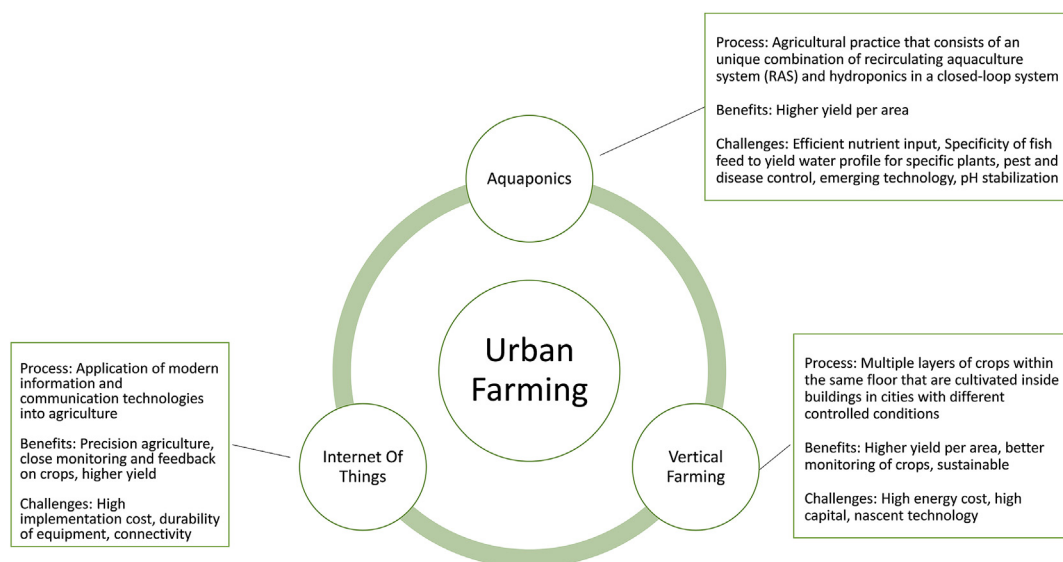 Process: Agricultural practice that consists of an
unique combination of recirculating aquaculture
system (RAS) and hydroponics in a closed-loop system
Benefits: Higher yield per area
Challenges: Efficient nutrient input, Specificity of fish
feed to yield water profile for specific plants, pest and
disease control, emerging technology, pH stabilization
Aquaponics
Urban
Farming
Process: Application of modern
information and
communication technologies
into agriculture
Benefits: Precision agriculture,
close monitoring and feedback
on crops, higher yield
Challenges: High
implementation cost, durability
of equipment, connectivity
Internet Of
Things
Vertical
Farming
Process: Multiple layers of crops within
the same floor that are cultivated inside
buildings in cities with different
controlled conditions
Benefits: Higher yield per area, better
monitoring of crops, sustainable
Challenges: High energy cost, high
capital, nascent technology